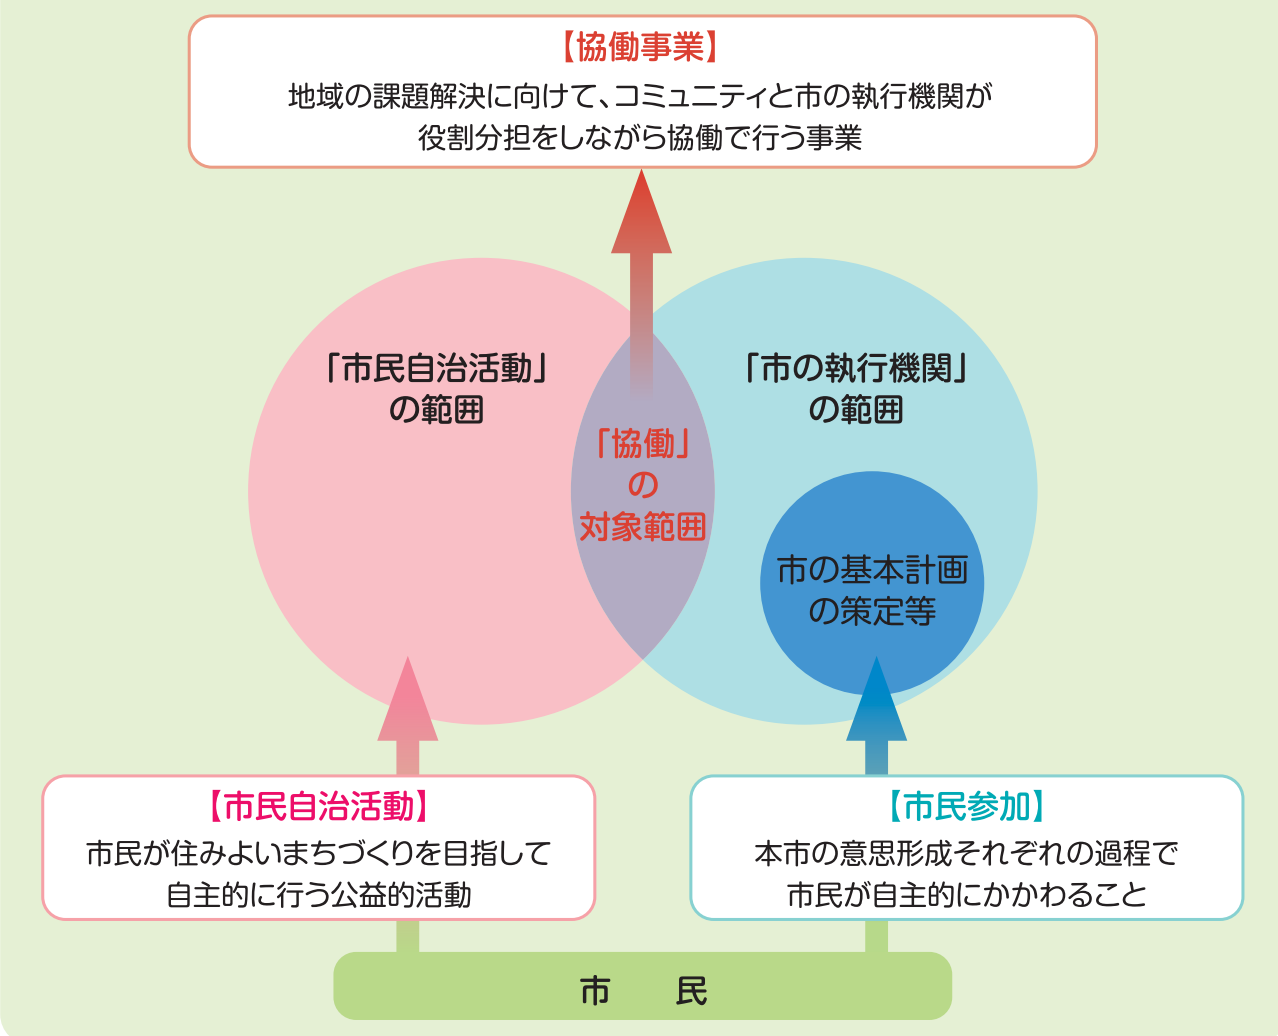 【協働事業】
地域の課題解決に向けて、コミュニティと市の執行機関が
役割分担をしながら協働で行う事業
「市民自治活動」
の範囲
「市の執行機関」
の範囲
「協働」
の
対象範囲
市の基本計画
の策定等
【市民自治活動】
市民が住みよいまちづくりを目指して
自主的に行う公益的活動
【市民参加】
本市の意思形成それぞれの過程で
市民が自主的にかかわること
市　民